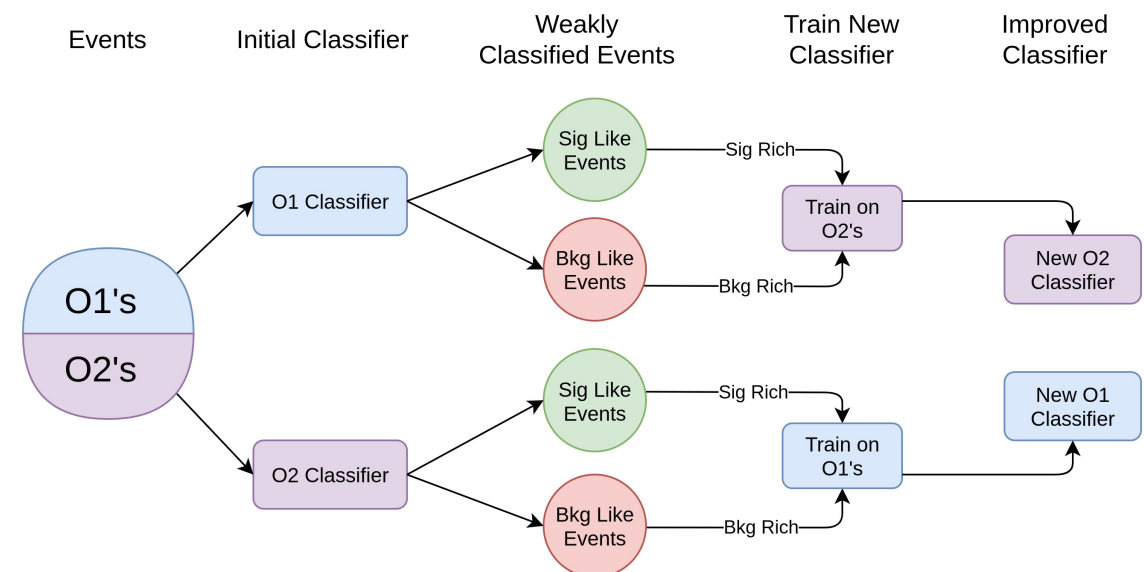 Events
Initial Classifier
Weakly
Classified Events
Train New
Classifier
Improved
Classifier
O1's
O2's
O1 Classifier
Sig Like
Events
Bkg Like
Events
Sig Rich
Bkg Rich
Train on
O2's
New O2
Classifier
O2 Classifier
Sig Like
Events
Bkg Like
Events
Sig Rich
Bkg Rich
Train on
O1's
New O1
Classifier